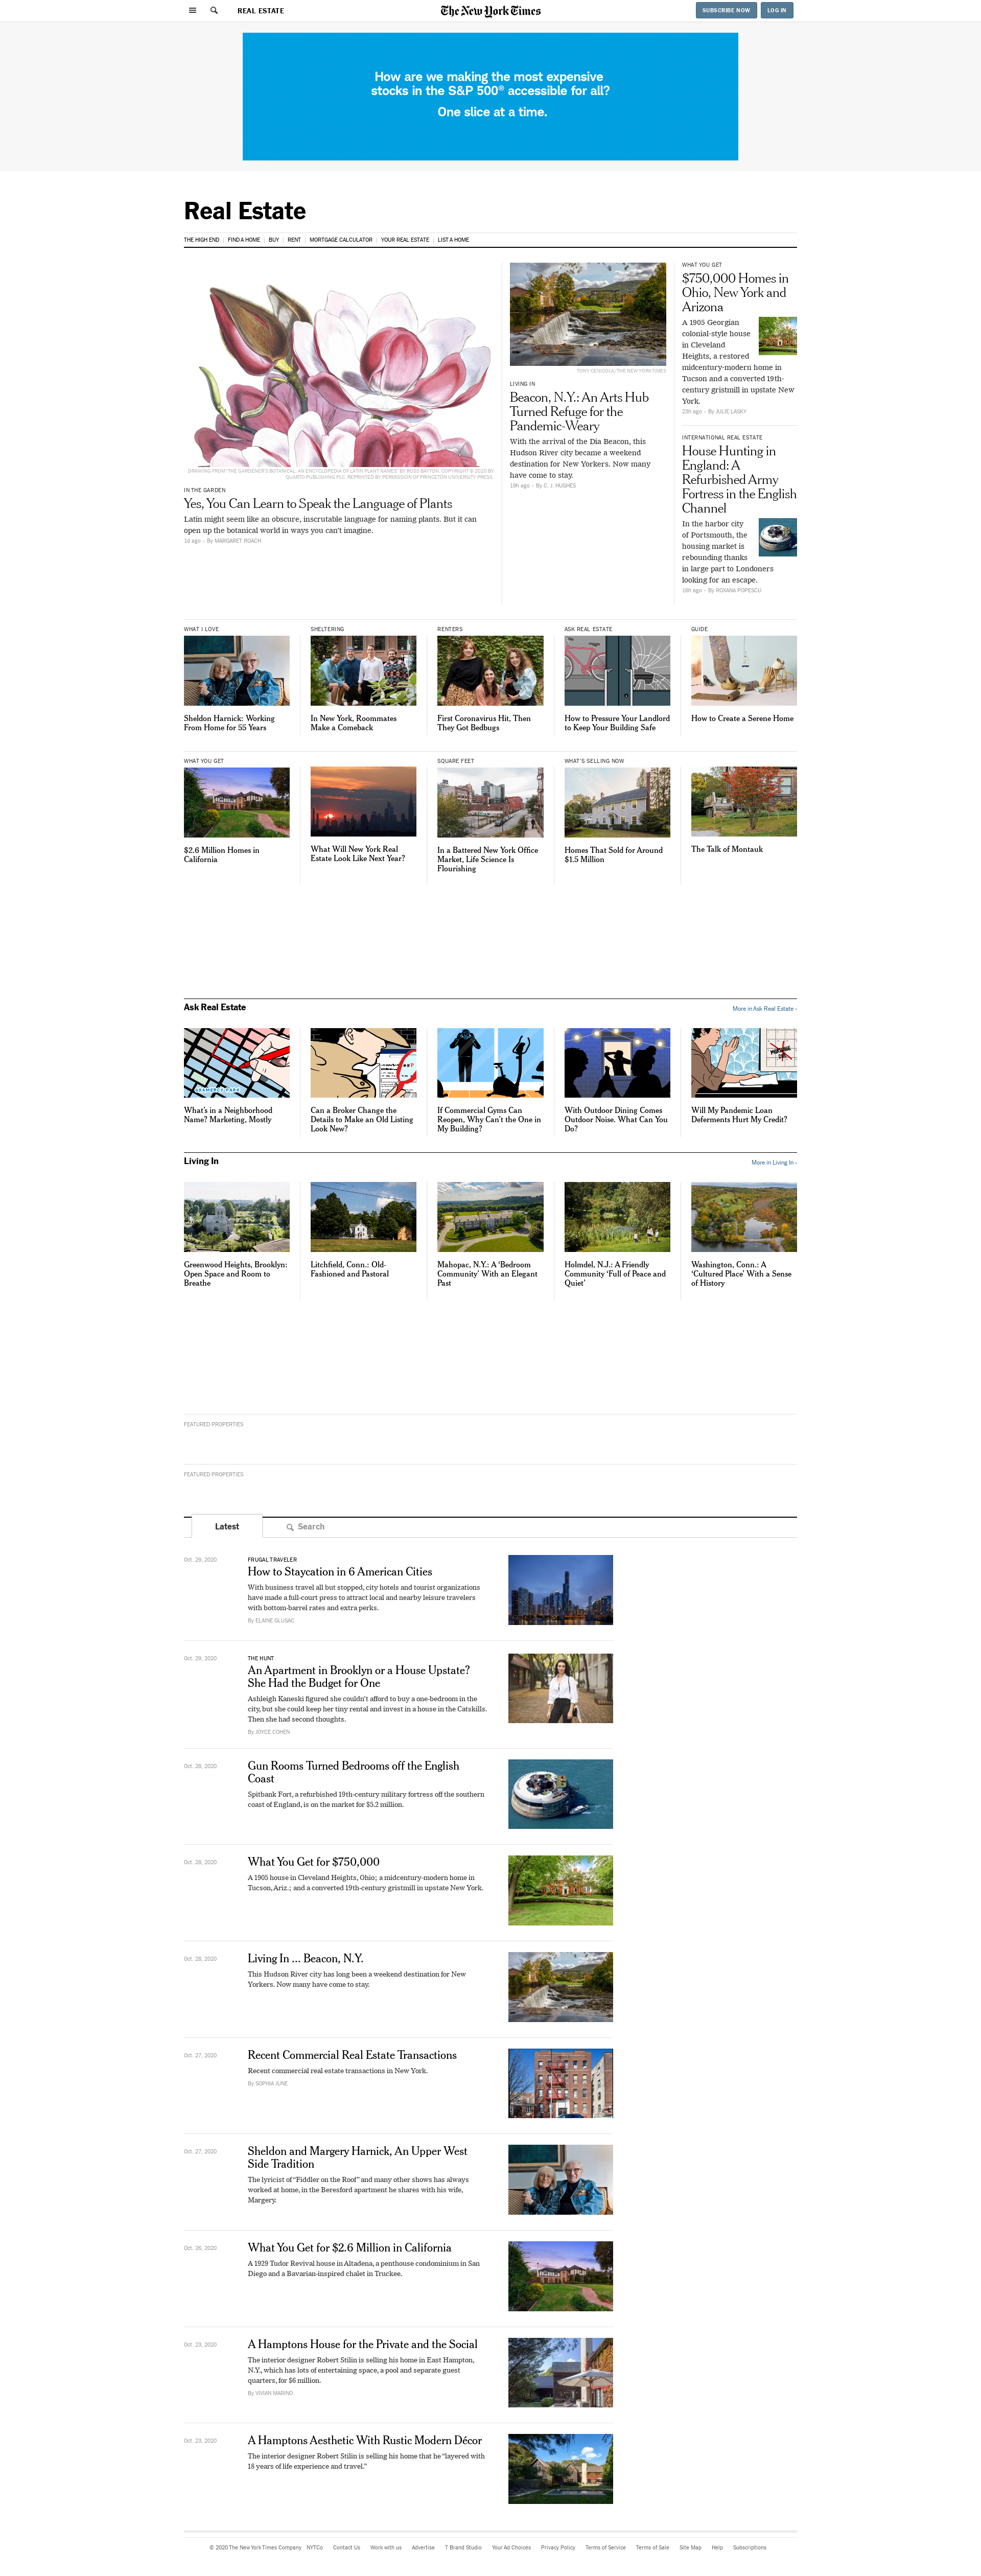 REAL ESTATE
The New York Times
SUBSCRIBE NOW
LOG IN
How are we making the most expensive
stocks in the S&P 500® accessible for all?
One slice at a time.
Real Estate
THE HIGH END
FIND A HOME
BUY
RENT
MORTGAGE CALCULATOR
YOUR REAL ESTATE
LIST A HOME
DRAWING FROM "THE GARDENER'S BOTANICAL: AN ENCYCLOPEDIA OF LATIN PLANT NAMES" BY ROSS BAYTON. COPYRIGHT © 2020 BY
QUARTO PUBLISHING PLC. REPRINTED BY PERMISSION OF PRINCETON UNIVERSITY PRESS.
IN THE GARDEN
Yes, You Can Learn to Speak the Language of Plants
Latin might seem like an obscure, inscrutable language for naming plants. But it can
open up the botanical world in ways you can't imagine.
1d ago - By MARGARET ROACH
TONY CENICOLA/THE NEW YORK TIMES
LIVING IN
Beacon, N.Y.: An Arts Hub
Turned Refuge for the
Pandemic-Weary
With the arrival of the Dia Beacon, this
Hudson River city became a weekend
destination for New Yorkers. Now many
have come to stay.
19h ago - By C. J. HUGHES
WHAT YOU GET
$750,000 Homes in
Ohio, New York and
Arizona
A 1905 Georgian
colonial-style house
in Cleveland
Heights, a restored
midcentury-modern home in
Tucson and a converted 19th-
century gristmill in upstate New
York.
23h ago - By JULIE LASKY
INTERNATIONAL REAL ESTATE
House Hunting in
England: A
Refurbished Army
Fortress in the English
Channel
In the harbor city
of Portsmouth, the
housing market is
rebounding thanks
in large part to Londoners
looking for an escape.
18h ago - By ROXANA POPESCU
WHAT I LOVE
Sheldon Harnick: Working
From Home for 55 Years
SHELTERING
In New York, Roommates
Make a Comeback
RENTERS
First Coronavirus Hit, Then
They Got Bedbugs
ASK REAL ESTATE
How to Pressure Your Landlord
to Keep Your Building Safe
GUIDE
How to Create a Serene Home
WHAT YOU GET
$2.6 Million Homes in
California
What Will New York Real
Estate Look Like Next Year?
SQUARE FEET
In a Battered New York Office
Market, Life Science Is
Flourishing
WHAT'S SELLING NOW
Homes That Sold for Around
$1.5 Million
The Talk of Montauk
Ask Real Estate
More in Ask Real Estate ›
GRAMERCY PARK
What's in a Neighborhood
Name? Marketing, Mostly
Can a Broker Change the
Details to Make an Old Listing
Look New?
If Commercial Gyms Can
Reopen, Why Can't the One in
My Building?
With Outdoor Dining Comes
Outdoor Noise. What Can You
Do?
Will My Pandemic Loan
Deferments Hurt My Credit?
Living In
More in Living In ›
Greenwood Heights, Brooklyn:
Open Space and Room to
Breathe
Litchfield, Conn.: Old-
Fashioned and Pastoral
Mahopac, N.Y.: A 'Bedroom
Community' With an Elegant
Past
Holmdel, N.J.: A Friendly
Community 'Full of Peace and
Quiet'
Washington, Conn.: A
'Cultured Place' With a Sense
of History
FEATURED PROPERTIES
FEATURED PROPERTIES
Latest
Search
Oct. 29, 2020
FRUGAL TRAVELER
How to Staycation in 6 American Cities
With business travel all but stopped, city hotels and tourist organizations
have made a full-court press to attract local and nearby leisure travelers
with bottom-barrel rates and extra perks.
By ELAINE GLUSAC
Oct. 29, 2020
THE HUNT
An Apartment in Brooklyn or a House Upstate?
She Had the Budget for One
Ashleigh Kaneski figured she couldn't afford to buy a one-bedroom in the
city, but she could keep her tiny rental and invest in a house in the Catskills.
Then she had second thoughts.
By JOYCE COHEN
Oct. 28, 2020
Gun Rooms Turned Bedrooms off the English
Coast
Spitbank Fort, a refurbished 19th-century military fortress off the southern
coast of England, is on the market for $5.2 million.
Oct. 28, 2020
What You Get for $750,000
A 1905 house in Cleveland Heights, Ohio; a midcentury-modern home in
Tucson, Ariz.; and a converted 19th-century gristmill in upstate New York.
Oct. 28, 2020
Living In ... Beacon, N.Y.
This Hudson River city has long been a weekend destination for New
Yorkers. Now many have come to stay.
Oct. 27, 2020
Recent Commercial Real Estate Transactions
Recent commercial real estate transactions in New York.
By SOPHIA JUNE
Oct. 27, 2020
Sheldon and Margery Harnick, An Upper West
Side Tradition
The lyricist of "Fiddler on the Roof" and many other shows has always
worked at home, in the Beresford apartment he shares with his wife,
Margery.
Oct. 26, 2020
What You Get for $2.6 Million in California
A 1929 Tudor Revival house in Altadena, a penthouse condominium in San
Diego and a Bavarian-inspired chalet in Truckee.
Oct. 23, 2020
A Hamptons House for the Private and the Social
The interior designer Robert Stilin is selling his home in East Hampton,
N.Y., which has lots of entertaining space, a pool and separate guest
quarters, for $6 million.
By VIVIAN MARINO
Oct. 23, 2020
A Hamptons Aesthetic With Rustic Modern Décor
The interior designer Robert Stilin is selling his home that he "layered with
18 years of life experience and travel."
© 2020 The New York Times Company
NYTCo
Contact Us
Work with us
Advertise
T Brand Studio
Your Ad Choices
Privacy Policy
Terms of Service
Terms of Sale
Site Map
Help
Subscriptions